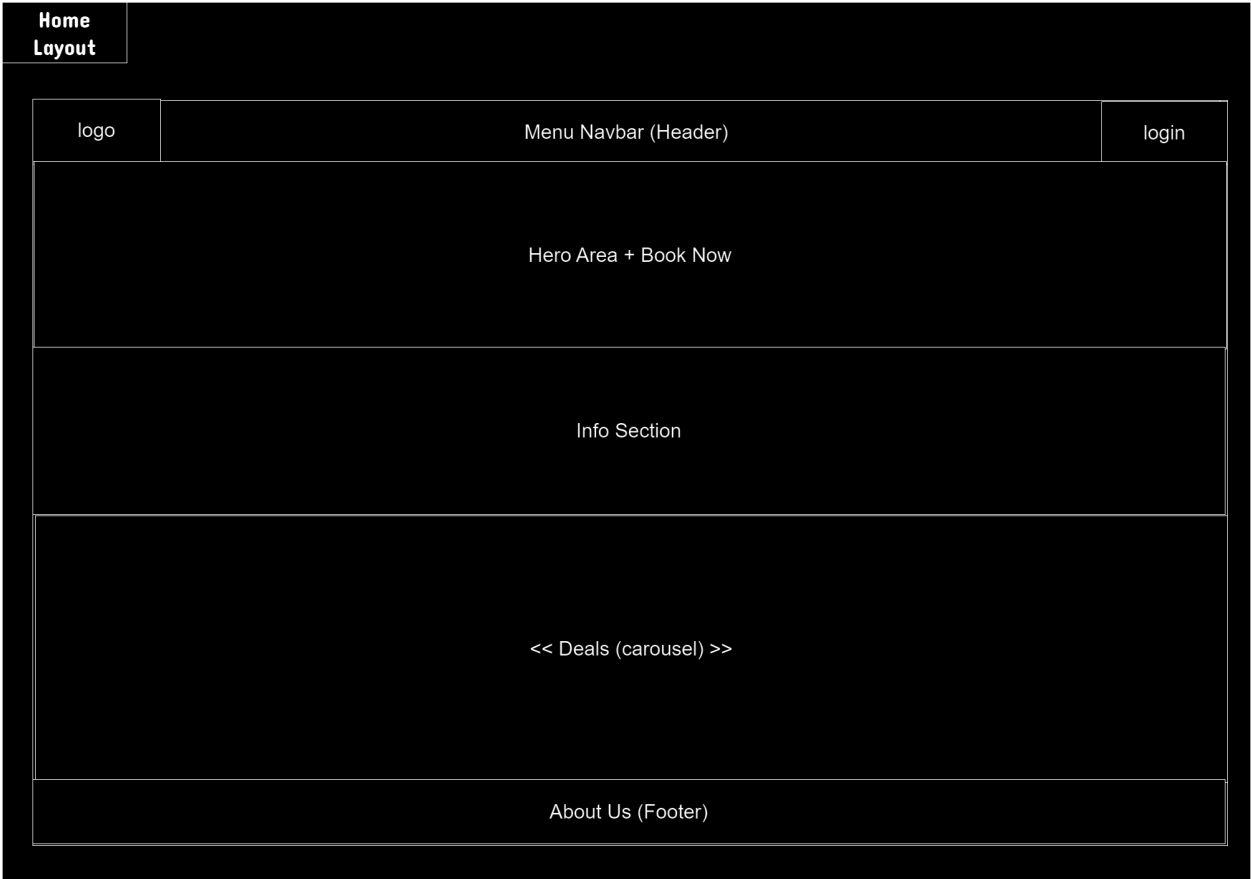 Home
Layout
logo
Menu Navbar (Header)
login
Hero Area + Book Now
Info Section
<< Deals (carousel) >>
About Us (Footer)